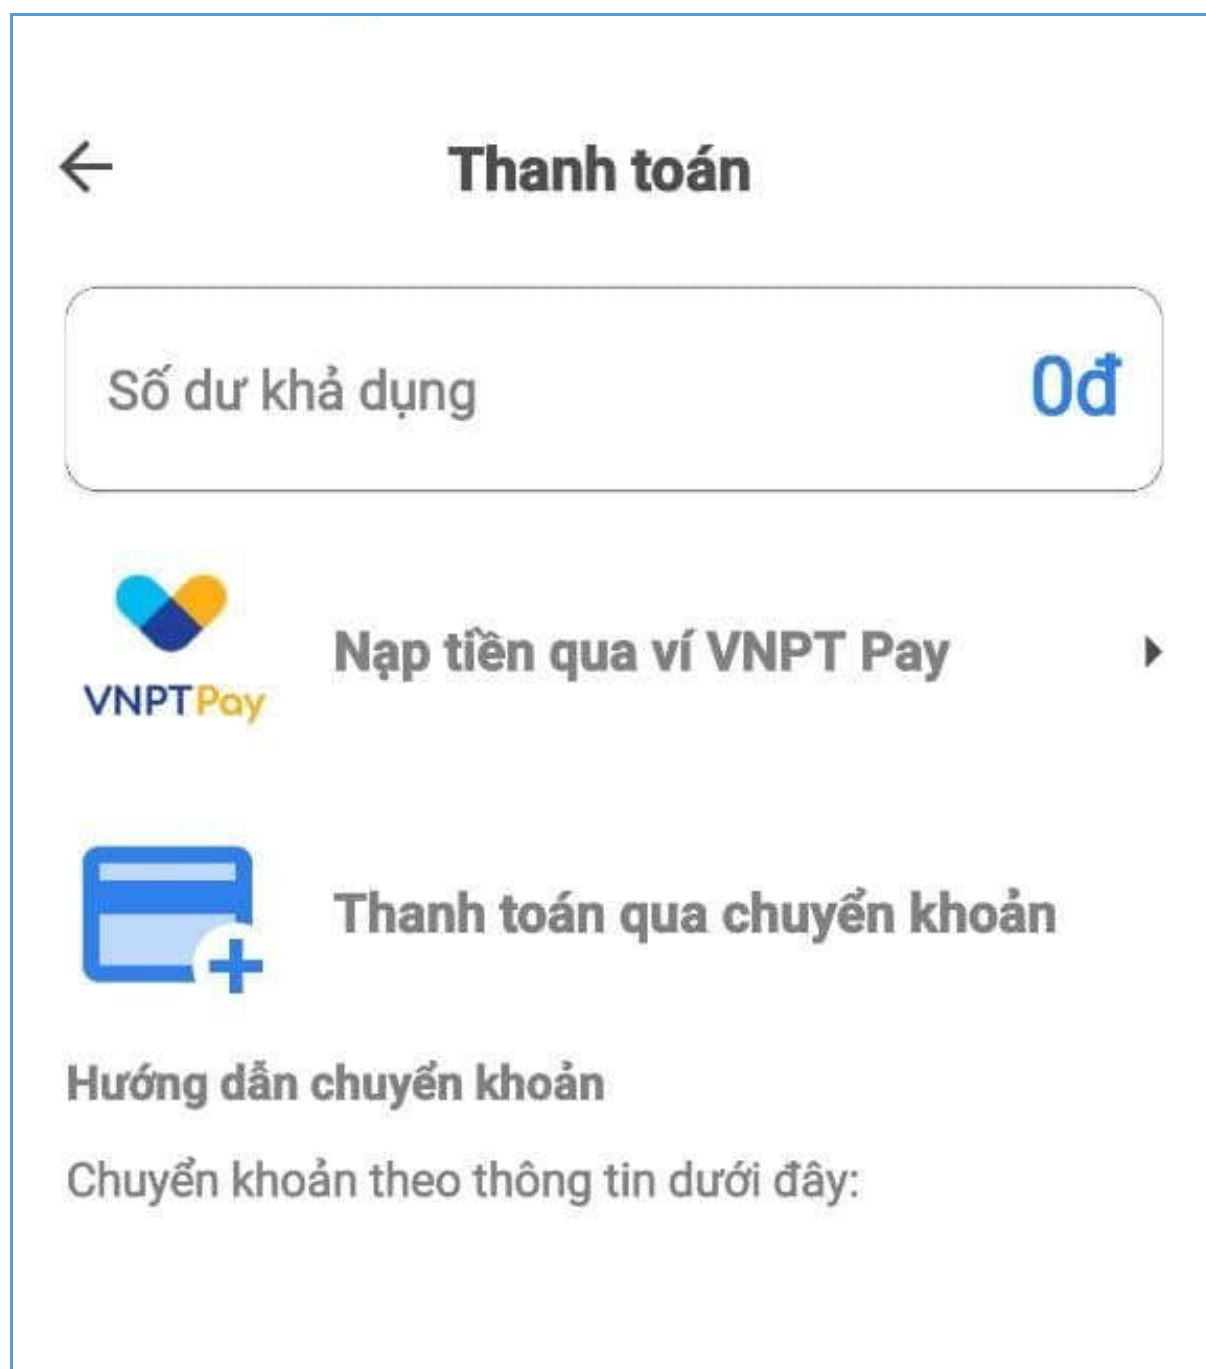 Thanh toán
Số dư khả dụng
0đ
VNPT Pay
Nạp tiền qua ví VNPT Pay
Thanh toán qua chuyển khoản
Hướng dẫn chuyển khoản
Chuyển khoản theo thông tin dưới đây: